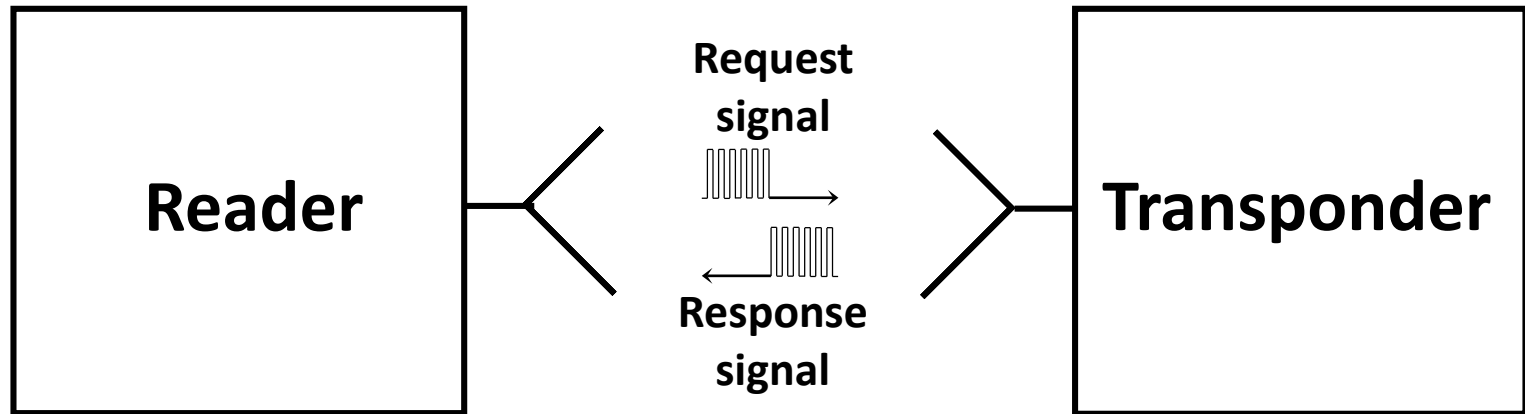 Reader
Request
signal
Response
signal
Transponder